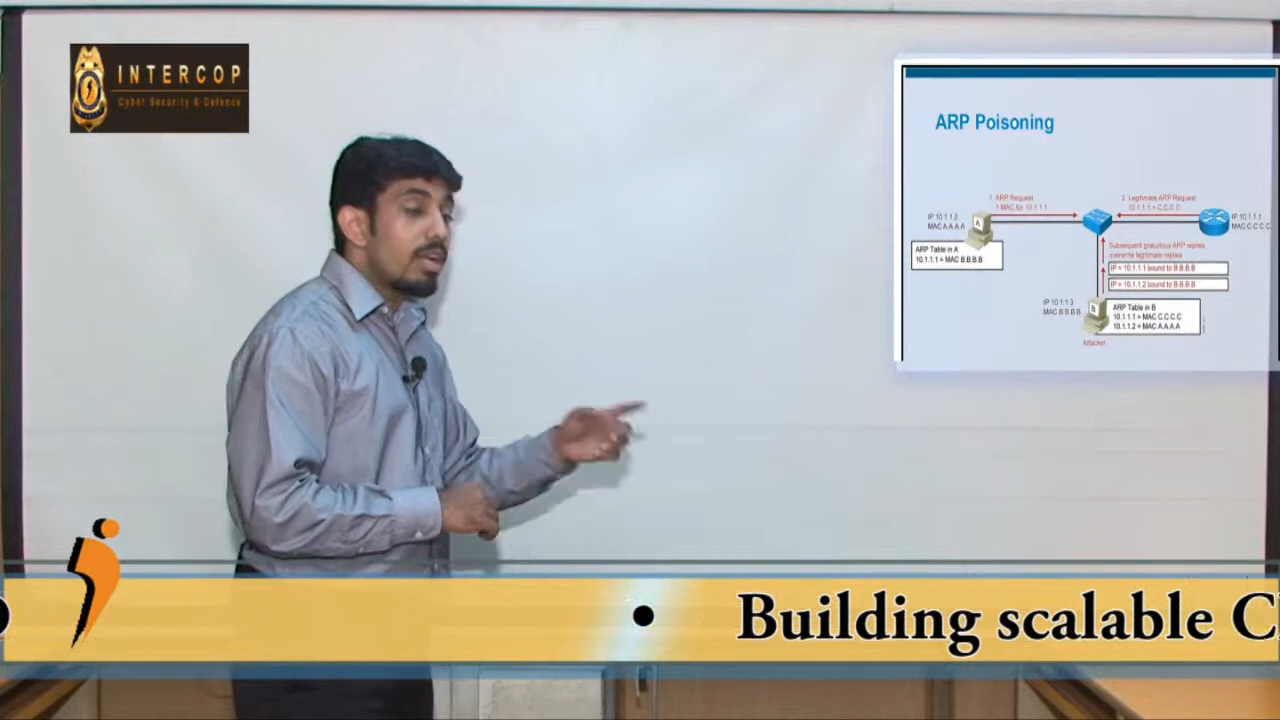 INTERCOP
Cyber Security & Defence
ARP Poisoning
1. ARP Request
? MAC for 10.1.1.1
2. Legitimate ARP Request
10.1.1.1 = C.C.C.C
IP 10.1.1.2
MAC A.A.A.A
A
IP 10.1.1.1
MAC C.C.C.C
ARP Table in A
10.1.1.1 = MAC B.B.B.B
Subsequent gratuitous ARP replies
overwrite legitimate replies
IP = 10.1.1.1 bound to B.B.B.B
IP = 10.1.1.2 bound to B.B.B.B
IP 10.1.1.3
MAC B.B.B.B
B
ARP Table in B
10.1.1.1 = MAC C.C.C.C
10.1.1.2 = MAC A.A.A.A
Attacker
• Building scalable